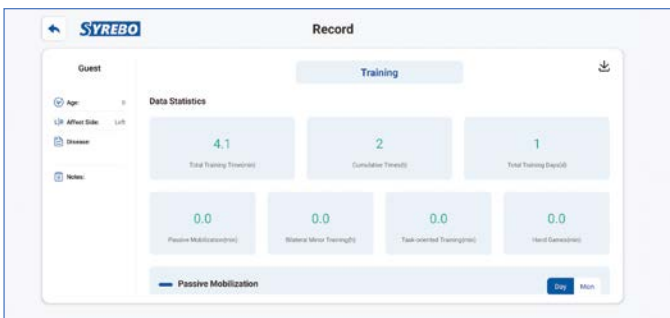 SYREBO
Record
Guest
Training
Age: 0
Affect Side: Left
Disease:
Notes:
Data Statistics
4.1
2
1
Total Training Time(min)
Cumulative Times(t)
Total Training Days(d)
0.0
0.0
0.0
0.0
Passive Mobilization(min)
Bilateral Mirror Training(h)
Task-oriented Training(min)
Hand Games(min)
Passive Mobilization
Day
Mon